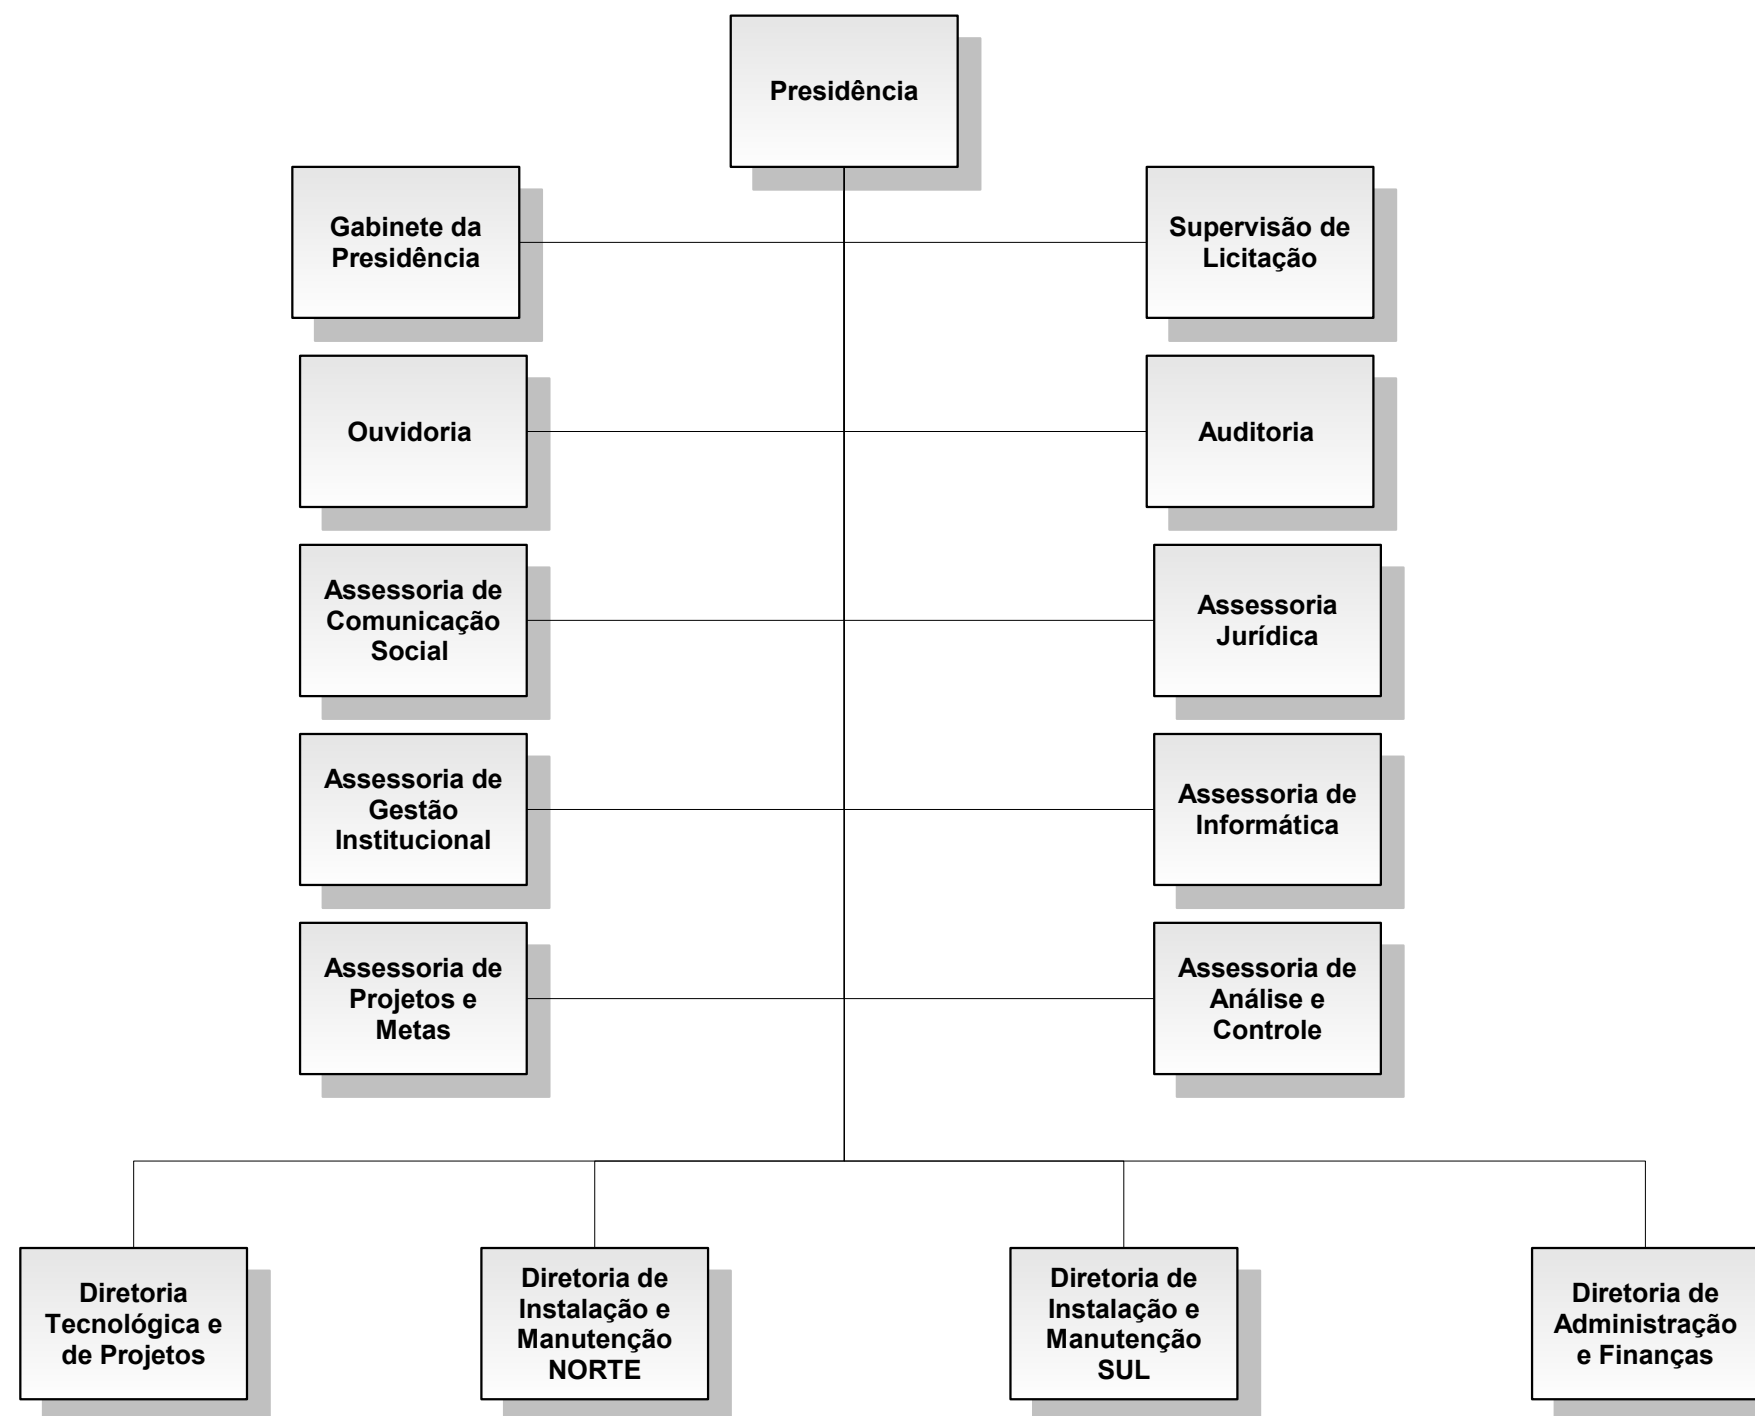 Presidência
Gabinete da
Presidência
Supervisão de
Licitação
Ouvidoria
Auditoria
Assessoria de
Comunicação
Social
Assessoria
Jurídica
Assessoria de
Gestão
Institucional
Assessoria de
Informática
Assessoria de
Projetos e
Metas
Assessoria de
Análise e
Controle
Diretoria
Tecnológica e
de Projetos
Diretoria de
Instalação e
Manutenção
NORTE
Diretoria de
Instalação e
Manutenção
SUL
Diretoria de
Administração
e Finanças